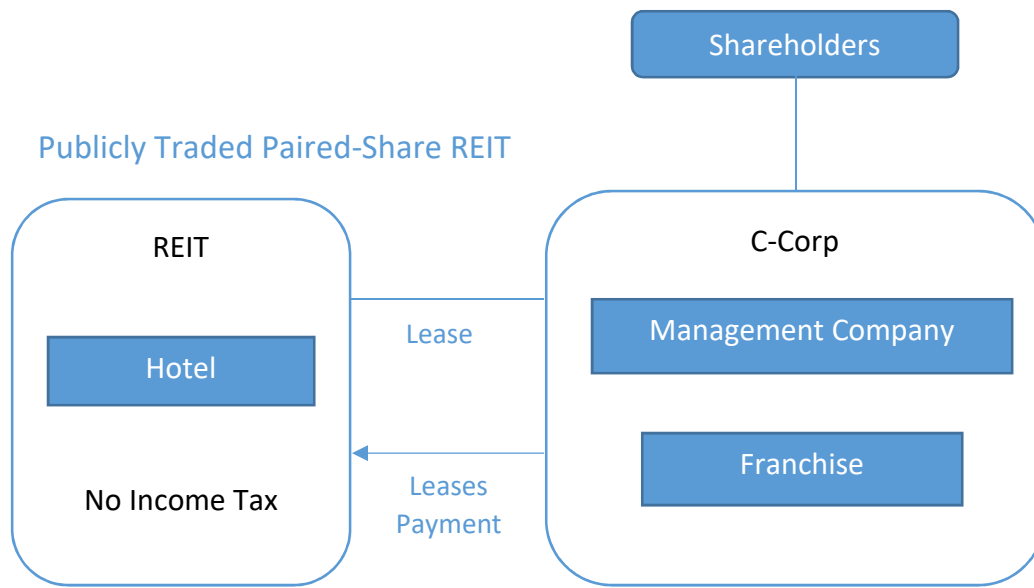 Shareholders
Publicly Traded Paired-Share REIT
REIT
C-Corp
Lease
Management Company
Hotel
Franchise
No Income Tax
Leases
Payment